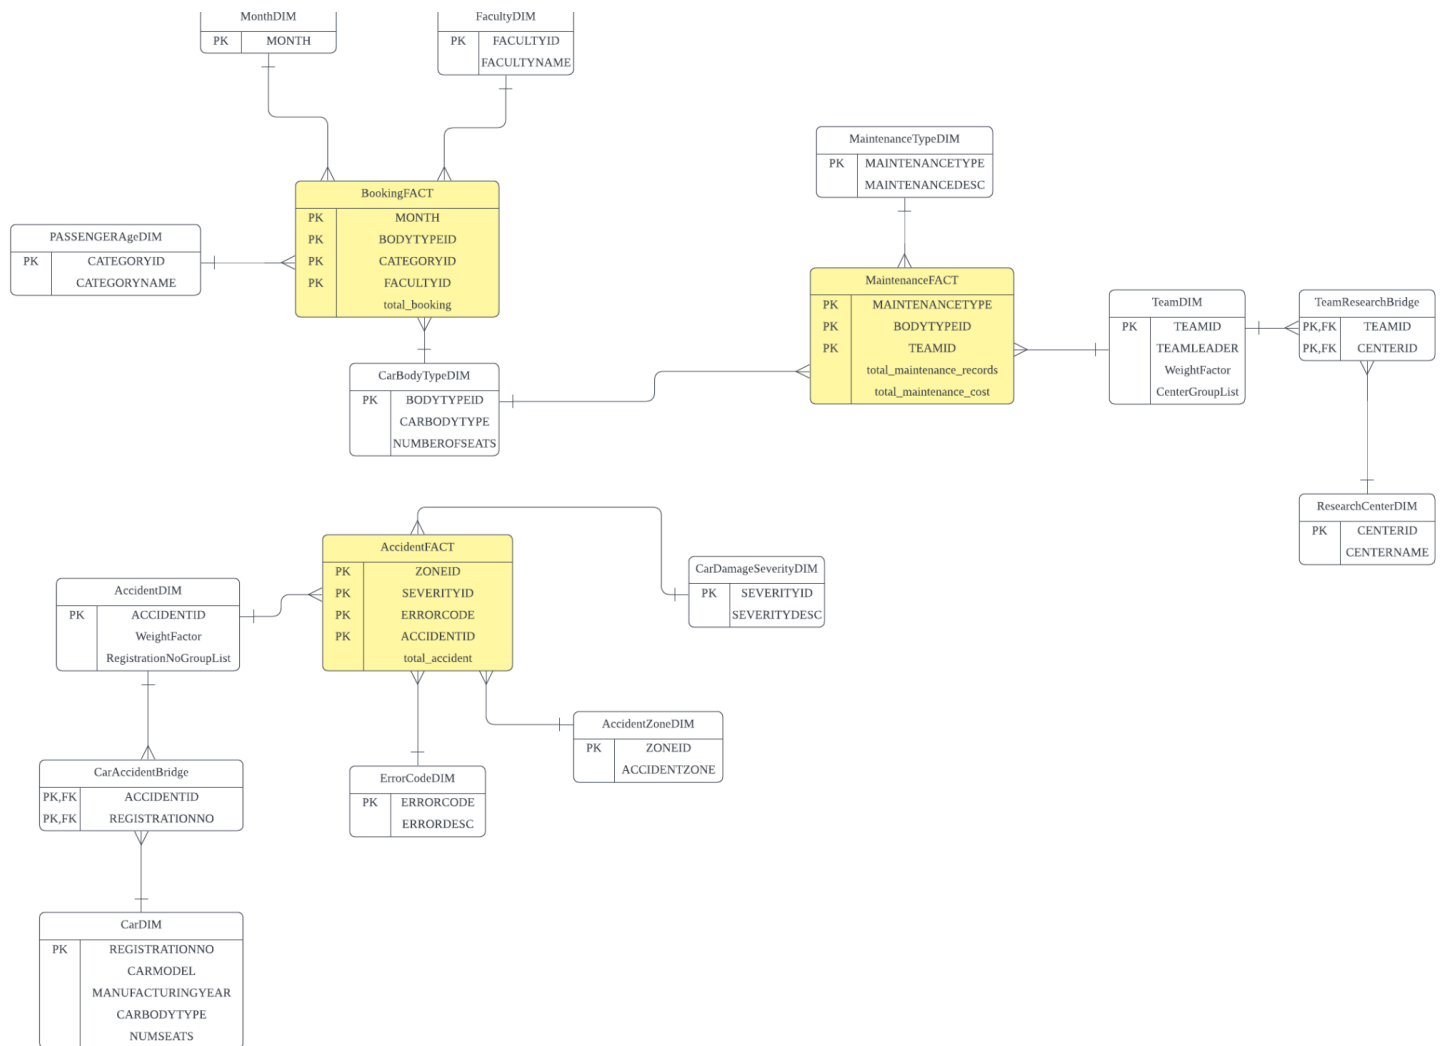 MonthDIM
PK MONTH
FacultyDIM
PK FACULTYID
FACULTYNAME
MaintenanceTypeDIM
PK MAINTENANCETYPE
MAINTENANCEDESC
BookingFACT
PK MONTH
PK BODYTYPEID
PK CATEGORYID
PK FACULTYID
total_booking
PASSENGERAgeDIM
PK CATEGORYID
CATEGORYNAME
MaintenanceFACT
PK MAINTENANCETYPE
PK BODYTYPEID
PK TEAMID
total_maintenance_records
total_maintenance_cost
TeamDIM
PK TEAMID
TEAMLEADER
WeightFactor
CenterGroupList
TeamResearchBridge
PK,FK TEAMID
PK,FK CENTERID
CarBodyTypeDIM
PK BODYTYPEID
CARBODYTYPE
NUMBEROFSEATS
ResearchCenterDIM
PK CENTERID
CENTERNAME
AccidentFACT
PK ZONEID
PK SEVERITYID
PK ERRORCODE
PK ACCIDENTID
total_accident
CarDamageSeverityDIM
PK SEVERITYID
SEVERITYDESC
AccidentDIM
PK ACCIDENTID
WeightFactor
RegistrationNoGroupList
AccidentZoneDIM
PK ZONEID
ACCIDENTZONE
CarAccidentBridge
PK,FK ACCIDENTID
PK,FK REGISTRATIONNO
ErrorCodeDIM
PK ERRORCODE
ERRORDESC
CarDIM
PK REGISTRATIONNO
CARMODEL
MANUFACTURINGYEAR
CARBODYTYPE
NUMSEATS